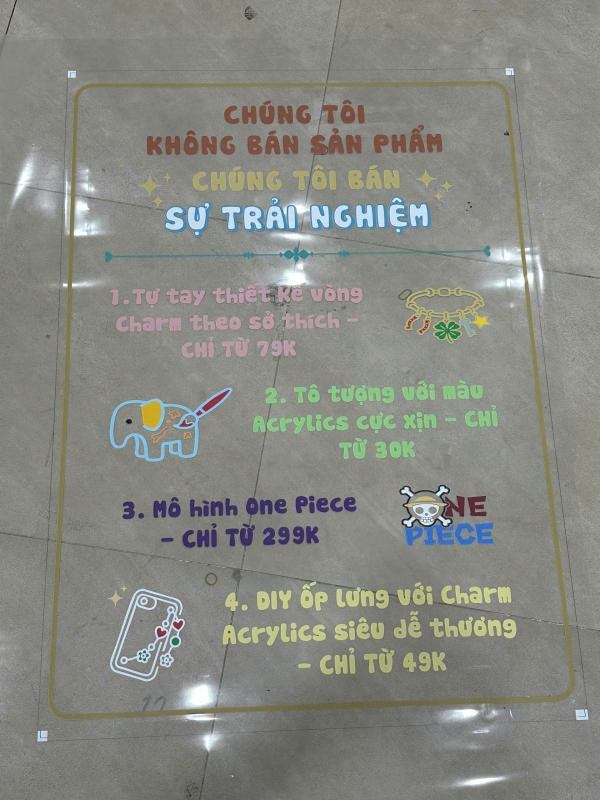 CHÚNG TÔI
KHÔNG BÁN SẢN PHẨM
CHÚNG TÔI BÁN
SỰ TRẢI NGHIỆM
1. Tự tay thiết kế vòng
Charm theo sở thích –
CHỈ TỪ 79K
2. Tô tượng với màu
Acrylics cực xịn – CHỈ
TỪ 30K
3. Mô hình One Piece
– CHỈ TỪ 299K
ONE
PIECE
4. DIY ốp lưng với Charm
Acrylics siêu dễ thương
– CHỈ TỪ 49K